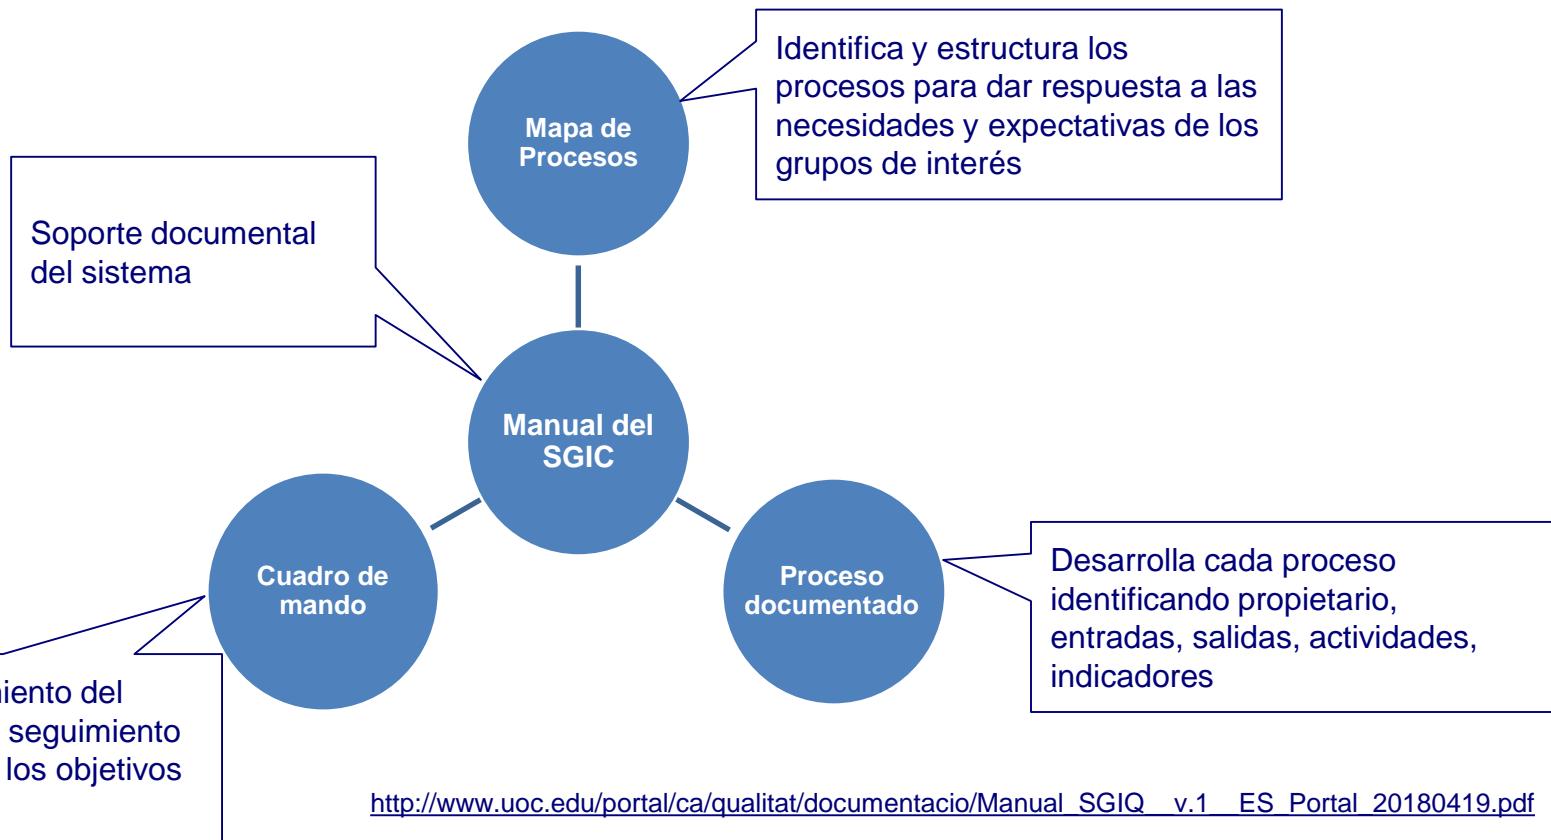 Identifica y estructura los
procesos para dar respuesta a las
necesidades y expectativas de los
grupos de interés
Mapa de
Procesos
Soporte documental
del sistema
Manual del
SGIC
Cuadro de
mando
Proceso
documentado
Desarrolla cada proceso
identificando propietario,
entradas, salidas, actividades,
indicadores
del
seguimiento
los objetivos
http://www.uoc.edu/portal/ca/qualitat/documentacio/Manual_SGIQ__v.1__ES_Portal_20180419.pdf